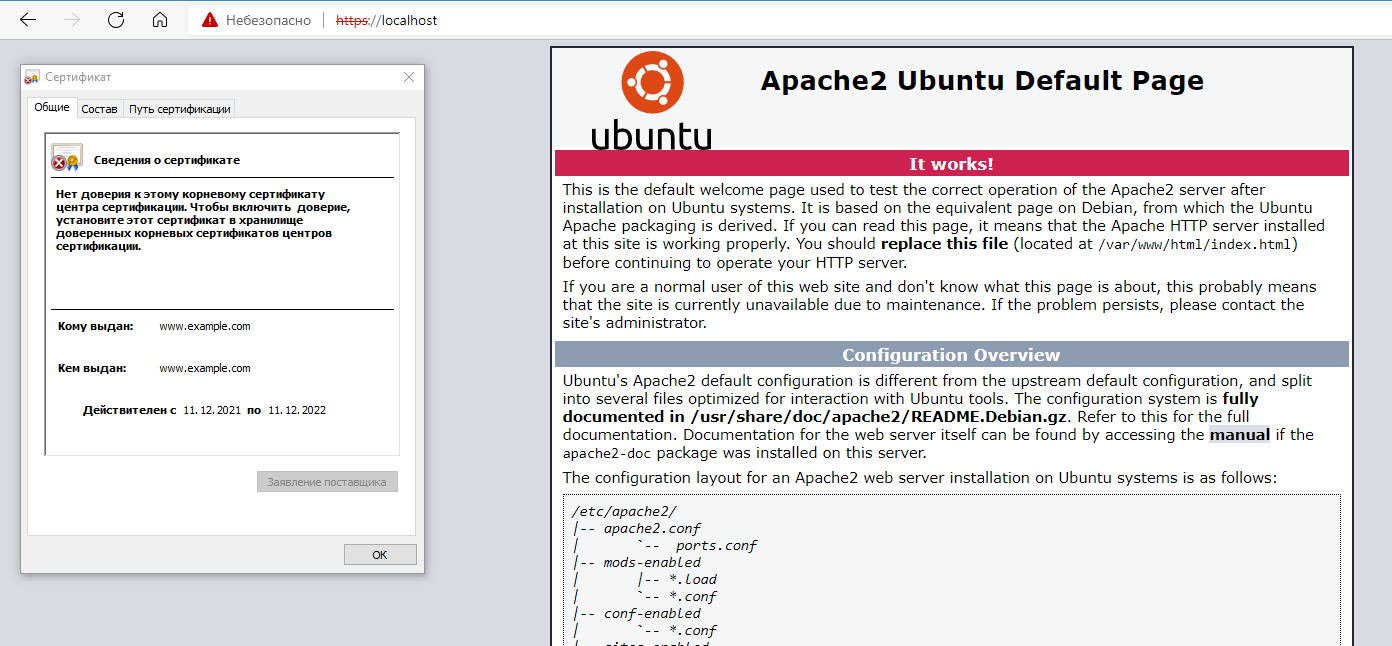 Небезопасно https://localhost
Сертификат
Общие Состав Путь сертификации
Сведения о сертификате
Нет доверия к этому корневому сертификату
центра сертификации. Чтобы включить доверие,
установите этот сертификат в хранилище
доверенных корневых сертификатов центров
сертификации.
Кому выдан: www.example.com
Кем выдан: www.example.com
Действителен с 11.12.2021 по 11.12.2022
Заявление поставщика
ОК
ubuntu
Apache2 Ubuntu Default Page
It works!
This is the default welcome page used to test the correct operation of the Apache2 server after
installation on Ubuntu systems. It is based on the equivalent page on Debian, from which the Ubuntu
Apache packaging is derived. If you can read this page, it means that the Apache HTTP server installed
at this site is working properly. You should replace this file (located at /var/www/html/index.html)
before continuing to operate your HTTP server.
If you are a normal user of this web site and don't know what this page is about, this probably means
that the site is currently unavailable due to maintenance. If the problem persists, please contact the
site's administrator.
Configuration Overview
Ubuntu's Apache2 default configuration is different from the upstream default configuration, and split
into several files optimized for interaction with Ubuntu tools. The configuration system is fully
documented in /usr/share/doc/apache2/README.Debian.gz. Refer to this for the full
documentation. Documentation for the web server itself can be found by accessing the manual if the
apache2-doc package was installed on this server.
The configuration layout for an Apache2 web server installation on Ubuntu systems is as follows:
/etc/apache2/
|-- apache2.conf
|       `--  ports.conf
|-- mods-enabled
|       |-- *.load
|       `-- *.conf
|-- conf-enabled
|       `-- *.conf